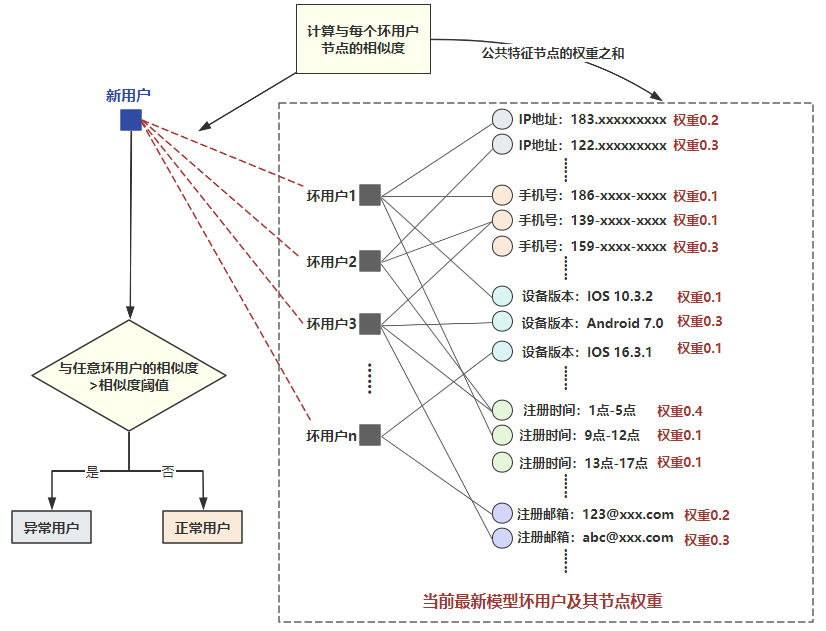 计算与每个坏用户
节点的相似度
公共特征节点的权重之和
新用户
IP地址：183.xxxxxxxxx 权重0.2
IP地址：122.xxxxxxxxx 权重0.3
坏用户1
手机号：186-xxxx-xxxx 权重0.1
手机号：139-xxxx-xxxx 权重0.1
手机号：159-xxxx-xxxx 权重0.3
坏用户2
设备版本：IOS 10.3.2 权重0.1
坏用户3
设备版本：Android 7.0 权重0.3
设备版本：IOS 16.3.1 权重0.1
与任意坏用户的相似度
>相似度阈值
注册时间：1点-5点 权重0.4
坏用户n
注册时间：9点-12点 权重0.1
注册时间：13点-17点 权重0.1
是
否
注册邮箱：123@xxx.com 权重0.2
注册邮箱：abc@xxx.com 权重0.3
异常用户
正常用户
当前最新模型坏用户及其节点权重